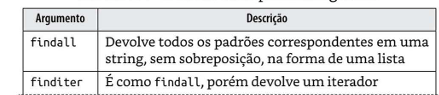 Argumento Descrição
findall Devolve todos os padrões correspondentes em uma
string, sem sobreposição, na forma de uma lista
finditer É como findall, porém devolve um iterador